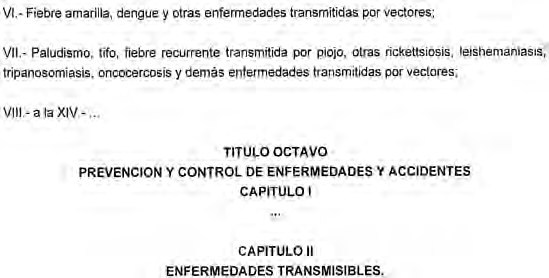 VI.- Fiebre amarilla, dengue y otras enfermedades transmitidas por vectores;
VII.- Paludismo, tifo, fiebre recurrente transmitida por piojo, otras rickettsiosis, leishemaniasis,
tripanosomiasis, oncocercosis y demás enfermedades transmitidas por vectores;
VIII.- a la XIV.- ...
TITULO OCTAVO
PREVENCION Y CONTROL DE ENFERMEDADES Y ACCIDENTES
CAPITULO I
...
CAPITULO II
ENFERMEDADES TRANSMISIBLES.